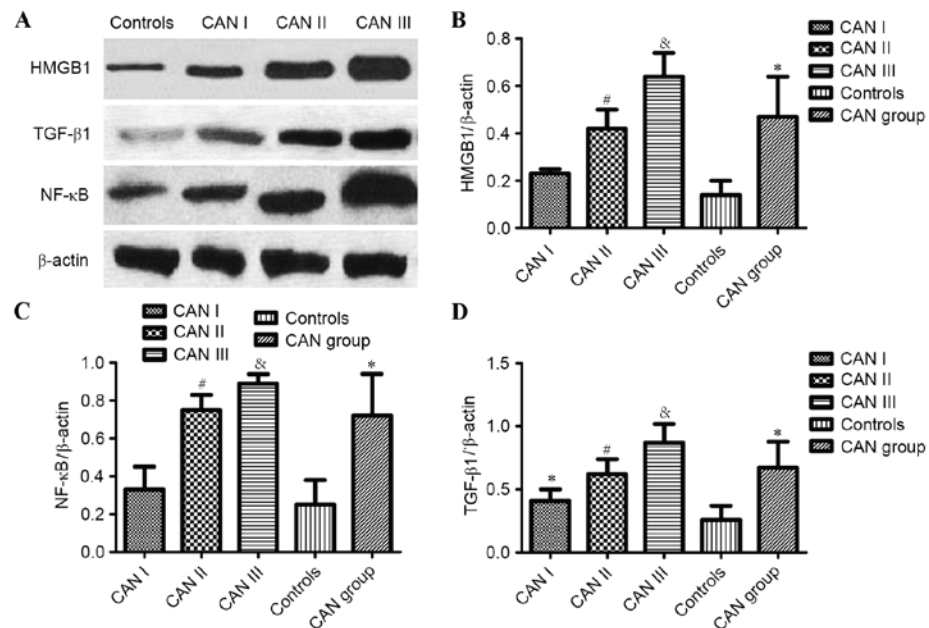 A
Controls CAN I CAN II CAN III
HMGB1
TGF-β1
NF-κB
β-actin
B
HMGB1/β-actin
0.8
0.6
0.4
0.2
0.0
#
&
*
CAN I
CAN II
CAN III
Controls
CAN group
CAN I
CAN II
CAN III
Controls
CAN group
C
CAN I
CAN II
CAN III
Controls
CAN group
NF-κB/β-actin
1.0
0.8
0.6
0.4
0.2
0.0
#
&
*
CAN I
CAN II
CAN III
Controls
CAN group
D
CAN I
CAN II
CAN III
Controls
CAN group
TGF-β1/β-actin
1.5
1.0
0.5
0.0
*
#
&
*
CAN I
CAN II
CAN III
Controls
CAN group